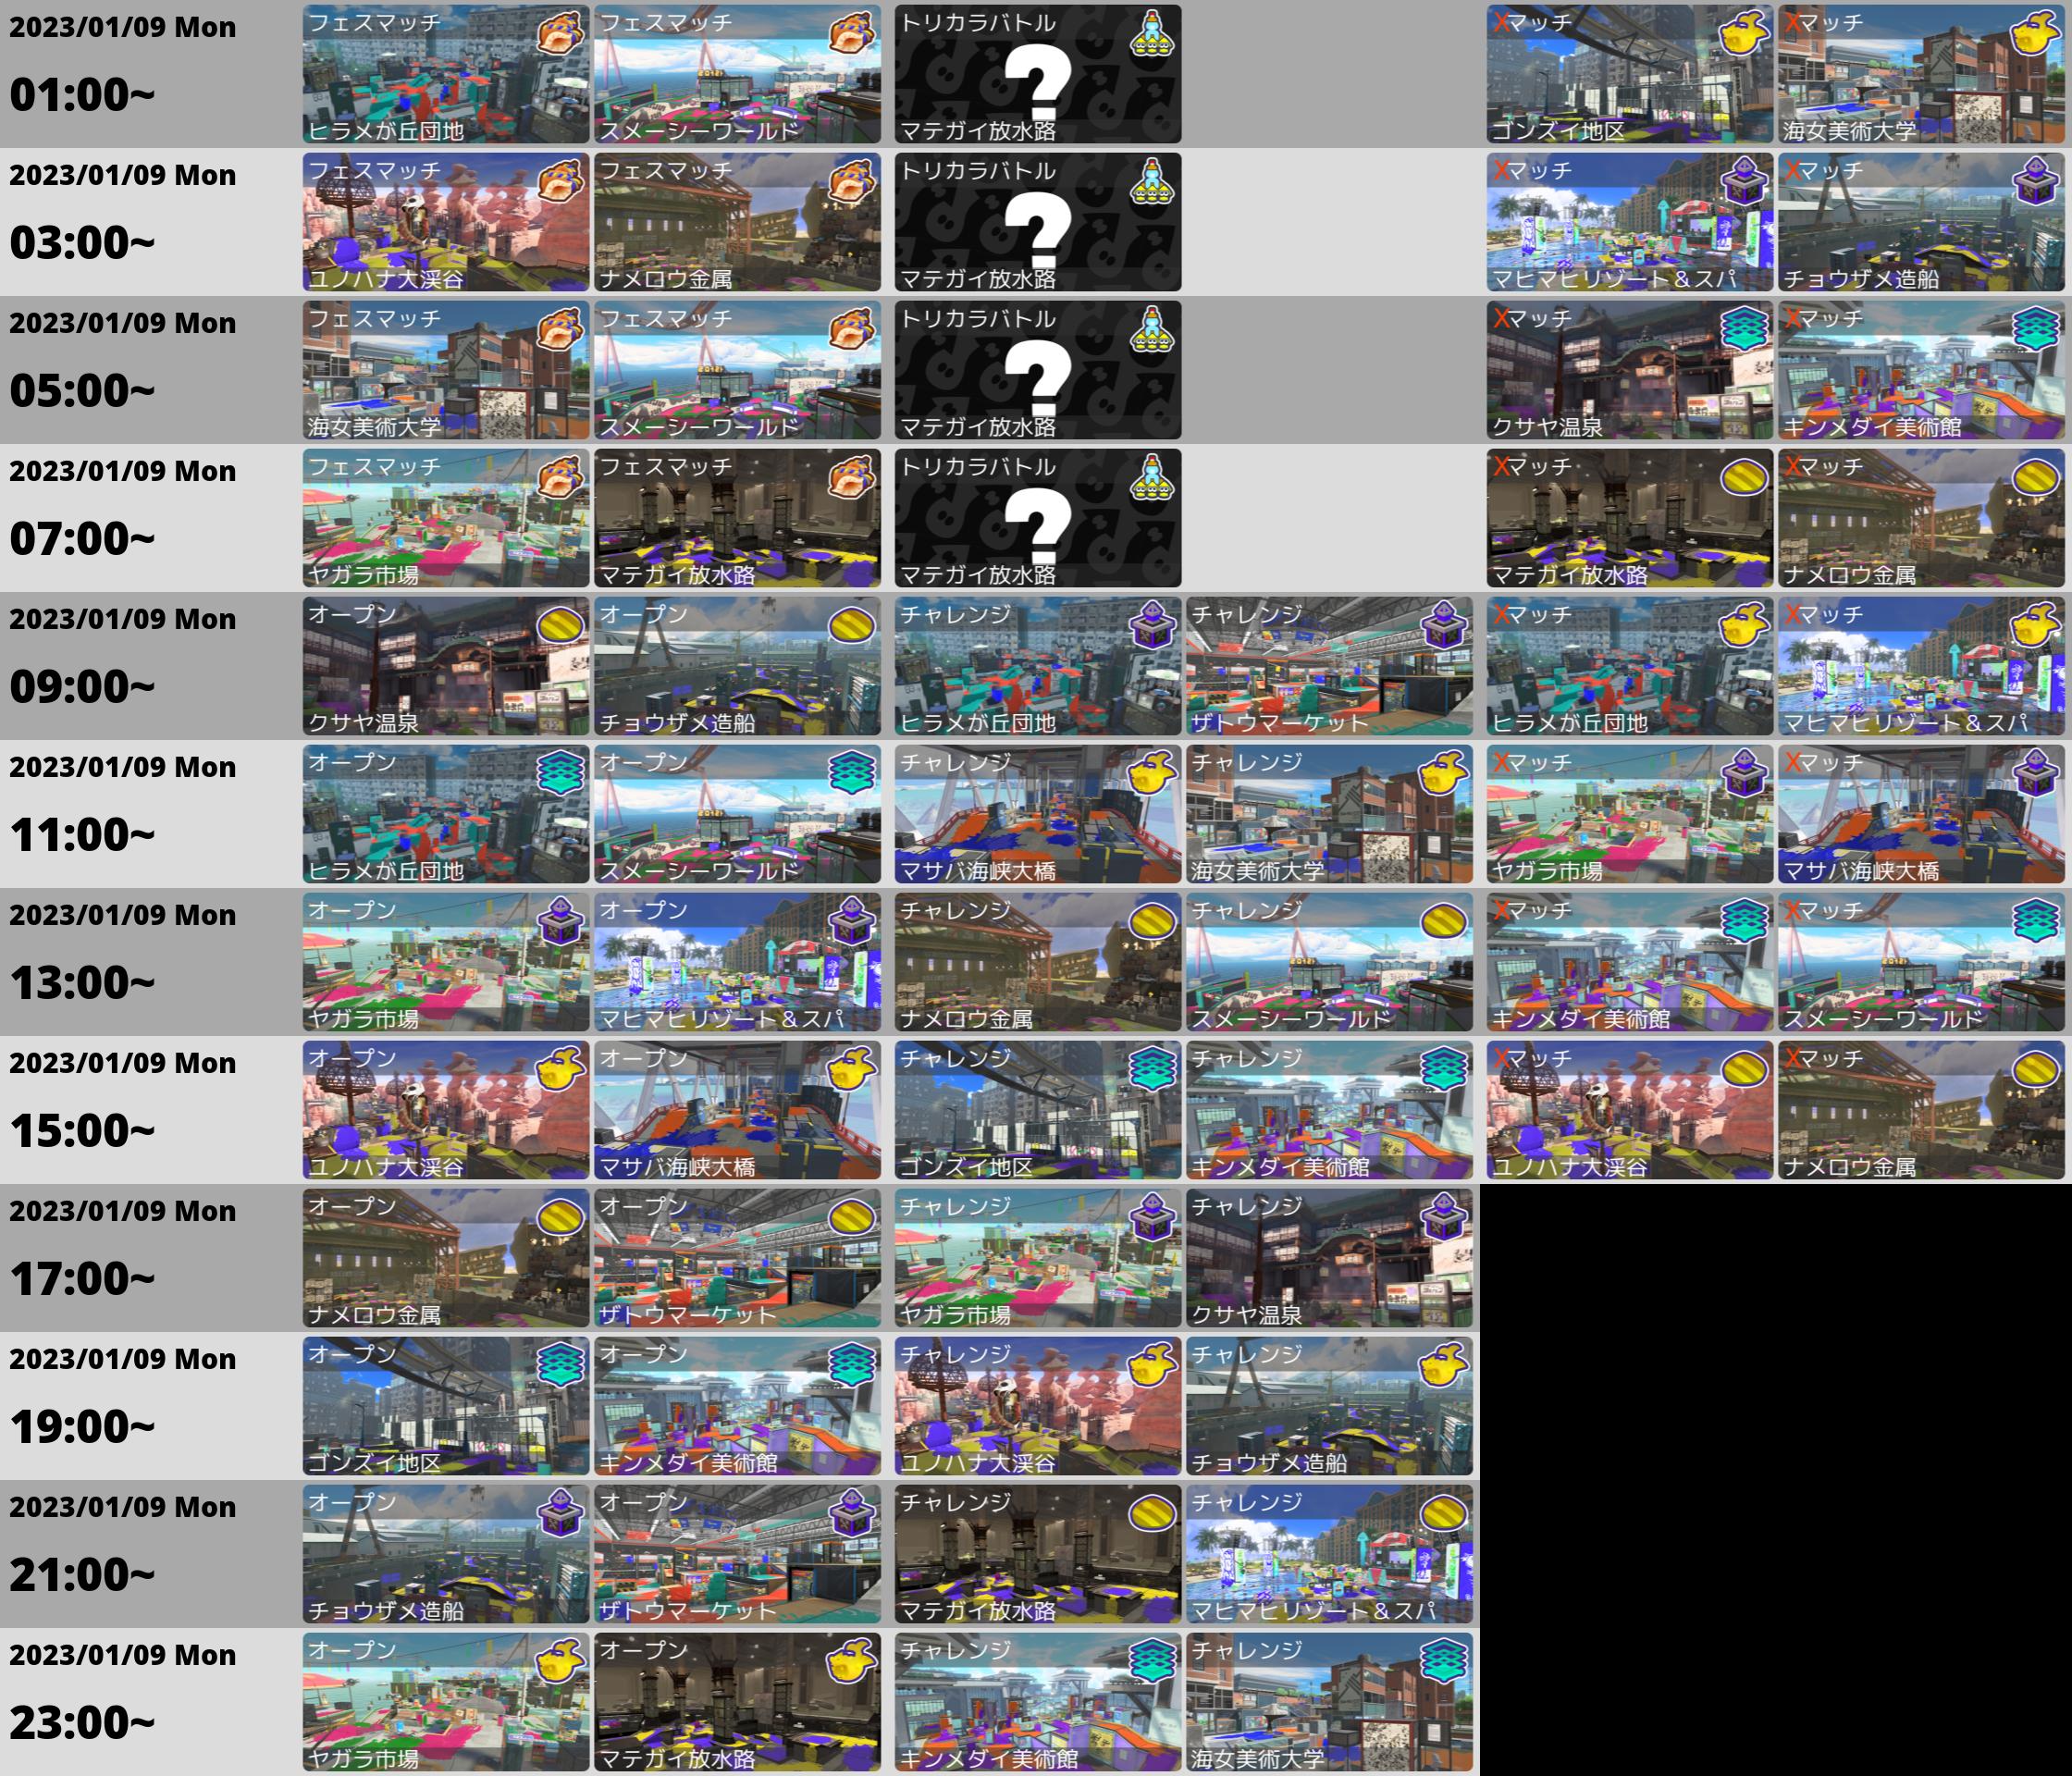 2023/01/09 Mon
01:00~
フェスマッチ
ヒラメが丘団地
フェスマッチ
スメーシーワールド
トリカラバトル
?
マテガイ放水路
Xマッチ
ゴンズイ地区
Xマッチ
海女美術大学
2023/01/09 Mon
03:00~
フェスマッチ
ユノハナ大渓谷
フェスマッチ
ナメロウ金属
トリカラバトル
?
マテガイ放水路
Xマッチ
マヒマヒリゾート&スパ
Xマッチ
チョウザメ造船
2023/01/09 Mon
05:00~
フェスマッチ
海女美術大学
フェスマッチ
スメーシーワールド
トリカラバトル
?
マテガイ放水路
Xマッチ
クサヤ温泉
Xマッチ
キンメダイ美術館
2023/01/09 Mon
07:00~
フェスマッチ
ヤガラ市場
フェスマッチ
マテガイ放水路
トリカラバトル
?
マテガイ放水路
Xマッチ
マテガイ放水路
Xマッチ
ナメロウ金属
2023/01/09 Mon
09:00~
オープン
クサヤ温泉
オープン
チョウザメ造船
チャレンジ
ヒラメが丘団地
チャレンジ
ザトウマーケット
Xマッチ
ヒラメが丘団地
Xマッチ
マヒマヒリゾート&スパ
2023/01/09 Mon
11:00~
オープン
ヒラメが丘団地
オープン
スメーシーワールド
チャレンジ
マサバ海峡大橋
チャレンジ
海女美術大学
Xマッチ
ヤガラ市場
Xマッチ
マサバ海峡大橋
2023/01/09 Mon
13:00~
オープン
ヤガラ市場
オープン
マヒマヒリゾート&スパ
チャレンジ
ナメロウ金属
チャレンジ
スメーシーワールド
Xマッチ
キンメダイ美術館
Xマッチ
スメーシーワールド
2023/01/09 Mon
15:00~
オープン
ユノハナ大渓谷
オープン
マサバ海峡大橋
チャレンジ
ゴンズイ地区
チャレンジ
キンメダイ美術館
Xマッチ
ユノハナ大渓谷
Xマッチ
ナメロウ金属
2023/01/09 Mon
17:00~
オープン
ナメロウ金属
オープン
ザトウマーケット
チャレンジ
ヤガラ市場
チャレンジ
クサヤ温泉
2023/01/09 Mon
19:00~
オープン
ゴンズイ地区
オープン
キンメダイ美術館
チャレンジ
ユノハナ大渓谷
チャレンジ
チョウザメ造船
2023/01/09 Mon
21:00~
オープン
チョウザメ造船
オープン
ザトウマーケット
チャレンジ
マテガイ放水路
チャレンジ
マヒマヒリゾート&スパ
2023/01/09 Mon
23:00~
オープン
ヤガラ市場
オープン
マテガイ放水路
チャレンジ
キンメダイ美術館
チャレンジ
海女美術大学